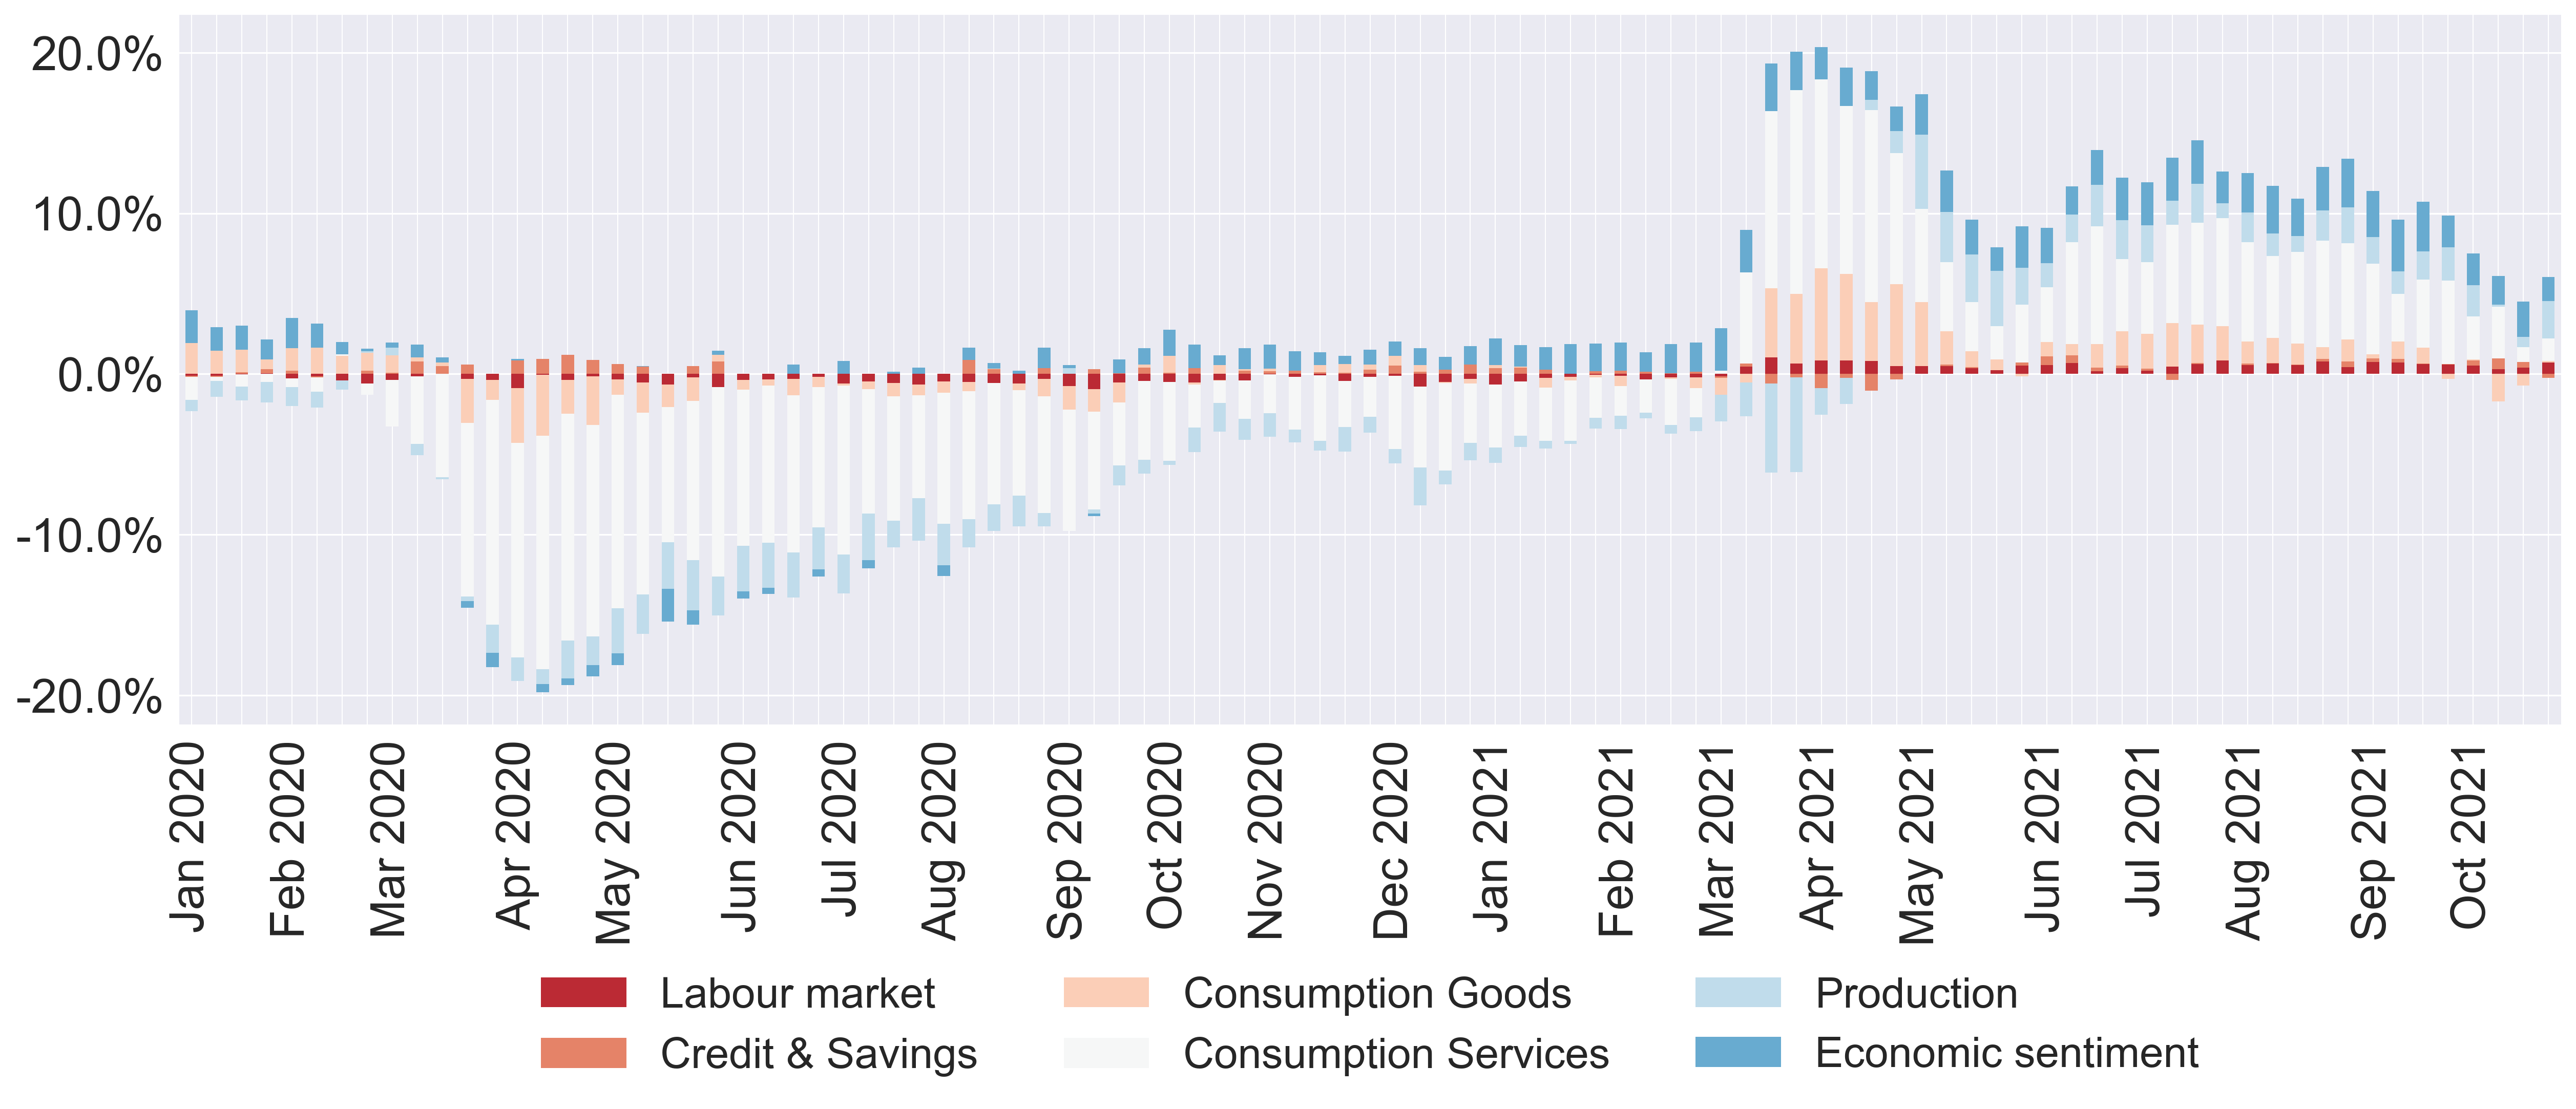 20.0%
10.0%
0.0%
-10.0%
-20.0%
Jan 2020
Feb 2020
Mar 2020
Apr 2020
May 2020
Jun 2020
Jul 2020
Aug 2020
Sep 2020
Oct 2020
Nov 2020
Dec 2020
Jan 2021
Feb 2021
Mar 2021
Apr 2021
May 2021
Jun 2021
Jul 2021
Aug 2021
Sep 2021
Oct 2021
Labour market
Consumption Goods
Production
Credit & Savings
Consumption Services
Economic sentiment